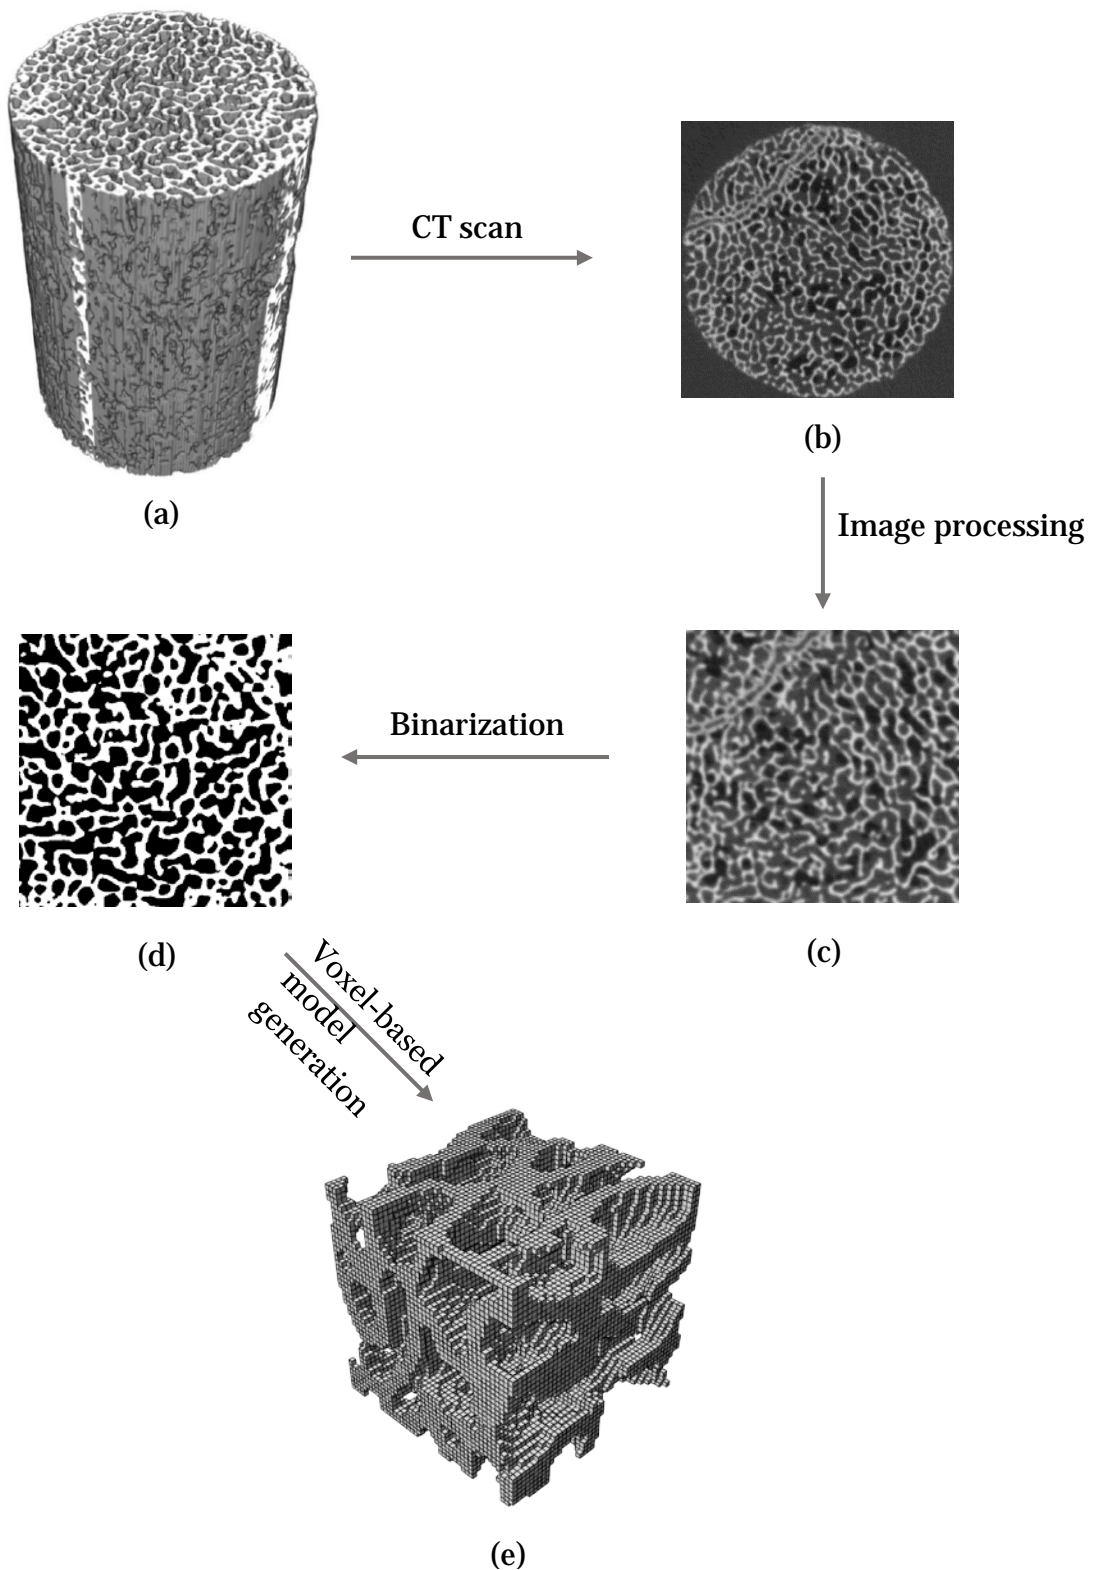 CT scan
(a)
(b)
Image processing
Binarization
(c)
(d)
Voxel-based
model
generation
(e)